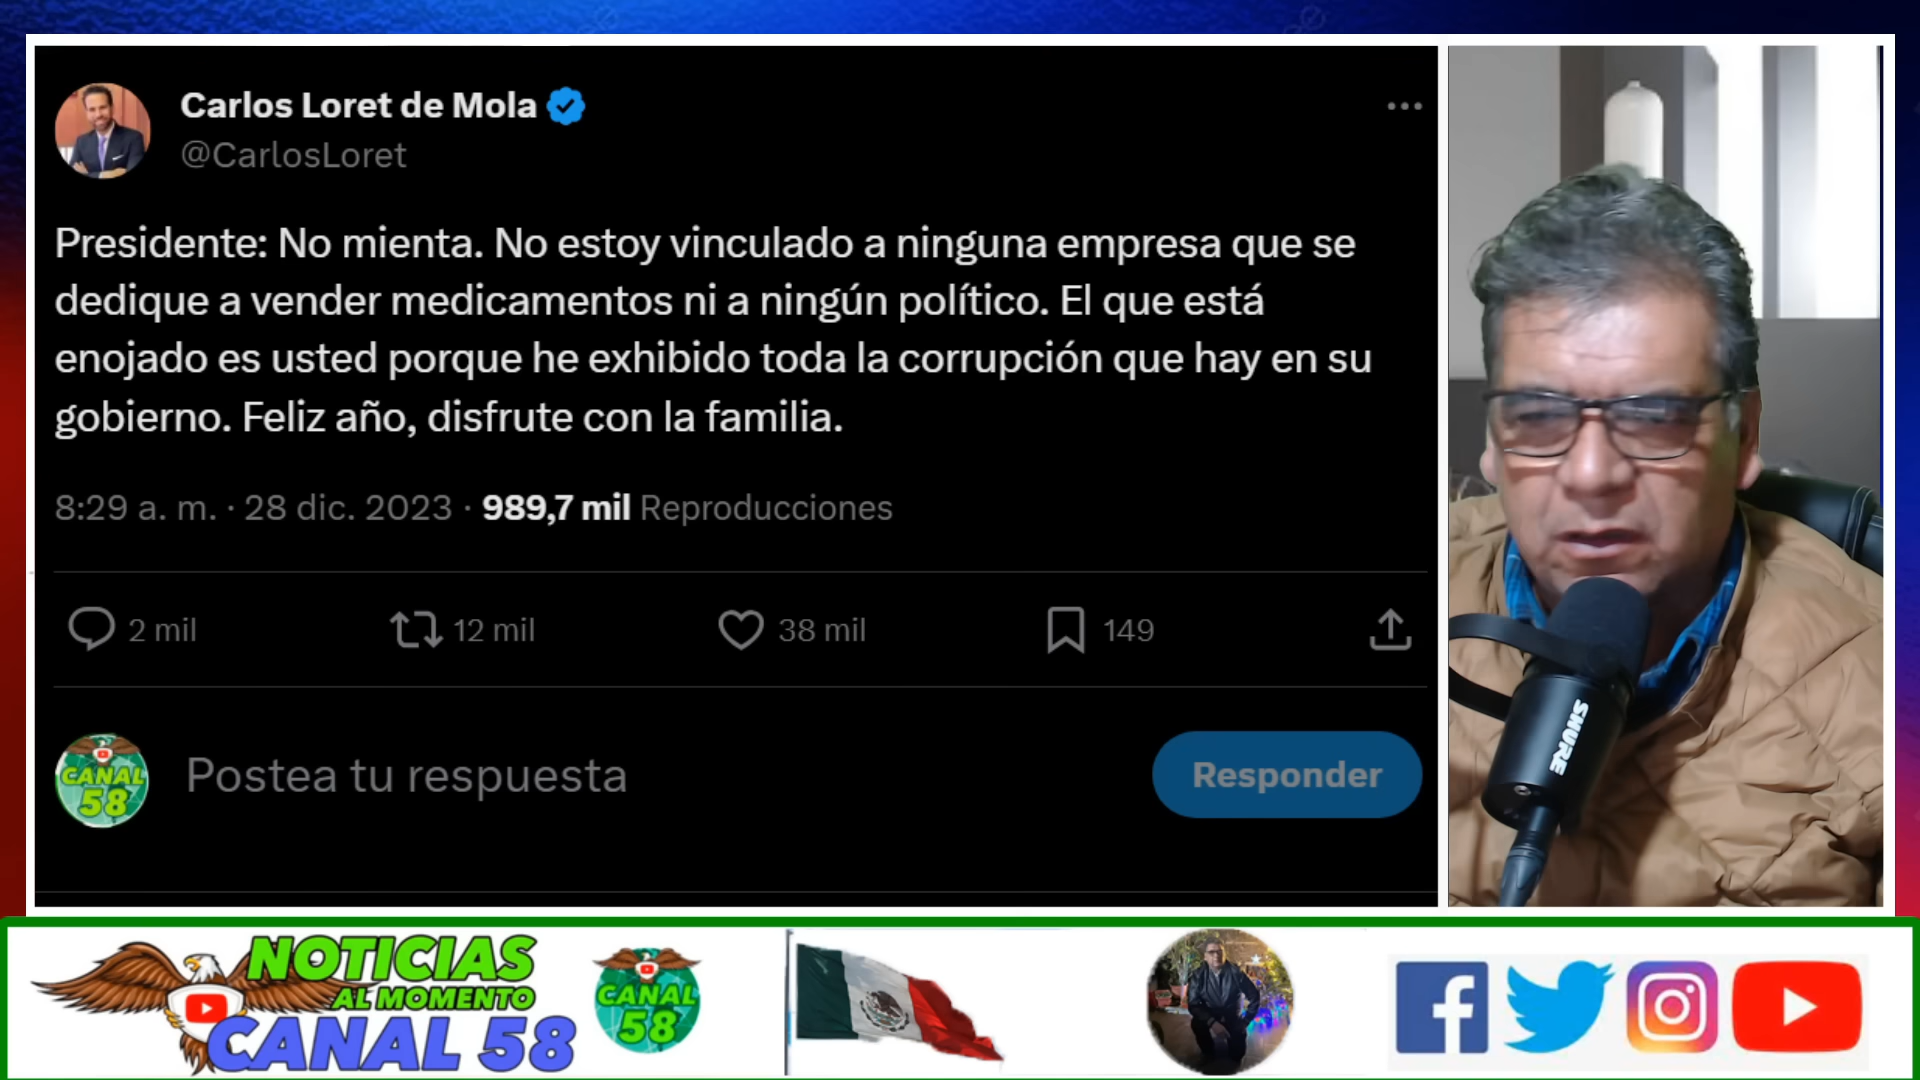 Carlos Loret de Mola
@CarlosLoret
Presidente: No mienta. No estoy vinculado a ninguna empresa que se
dedique a vender medicamentos ni a ningún político. El que está
enojado es usted porque he exhibido toda la corrupción que hay en su
gobierno. Feliz año, disfrute con la familia.
8:29 a. m. · 28 dic. 2023 · 989,7 mil Reproducciones
2 mil
12 mil
38 mil
149
CANAL
58
Postea tu respuesta
Responder
SHURE
NOTICIAS
AL MOMENTO
CANAL 58
CANAL
58